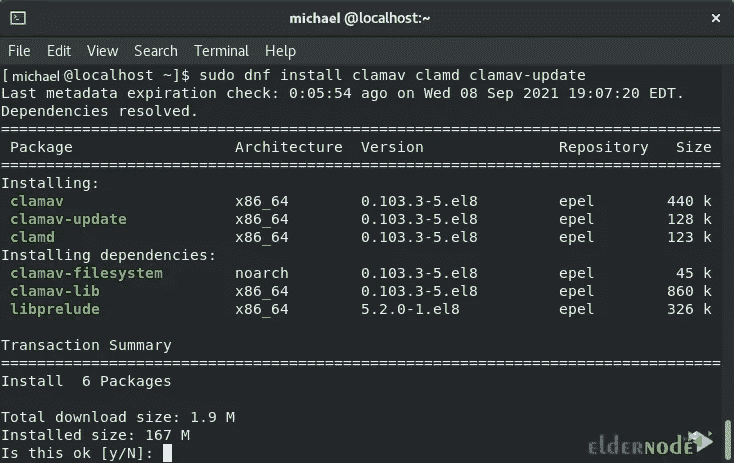 michael @localhost:~
File Edit View Search Terminal Help
[michael @localhost ~]$ sudo dnf install clamav clamd clamav-update
Last metadata expiration check: 0:05:54 ago on Wed 08 Sep 2021 19:07:20 EDT.
Dependencies resolved.
================================================================================
Package Architecture Version Repository Size
================================================================================
Installing:
clamav x86_64 0.103.3-5.el8 epel 440 k
clamav-update x86_64 0.103.3-5.el8 epel 128 k
clamd x86_64 0.103.3-5.el8 epel 123 k
Installing dependencies:
clamav-filesystem noarch 0.103.3-5.el8 epel 45 k
clamav-lib x86_64 0.103.3-5.el8 epel 860 k
libprelude x86_64 5.2.0-1.el8 epel 326 k
Transaction Summary
================================================================================
Install 6 Packages
Total download size: 1.9 M
Installed size: 167 M
Is this ok [y/N]:
eldernode